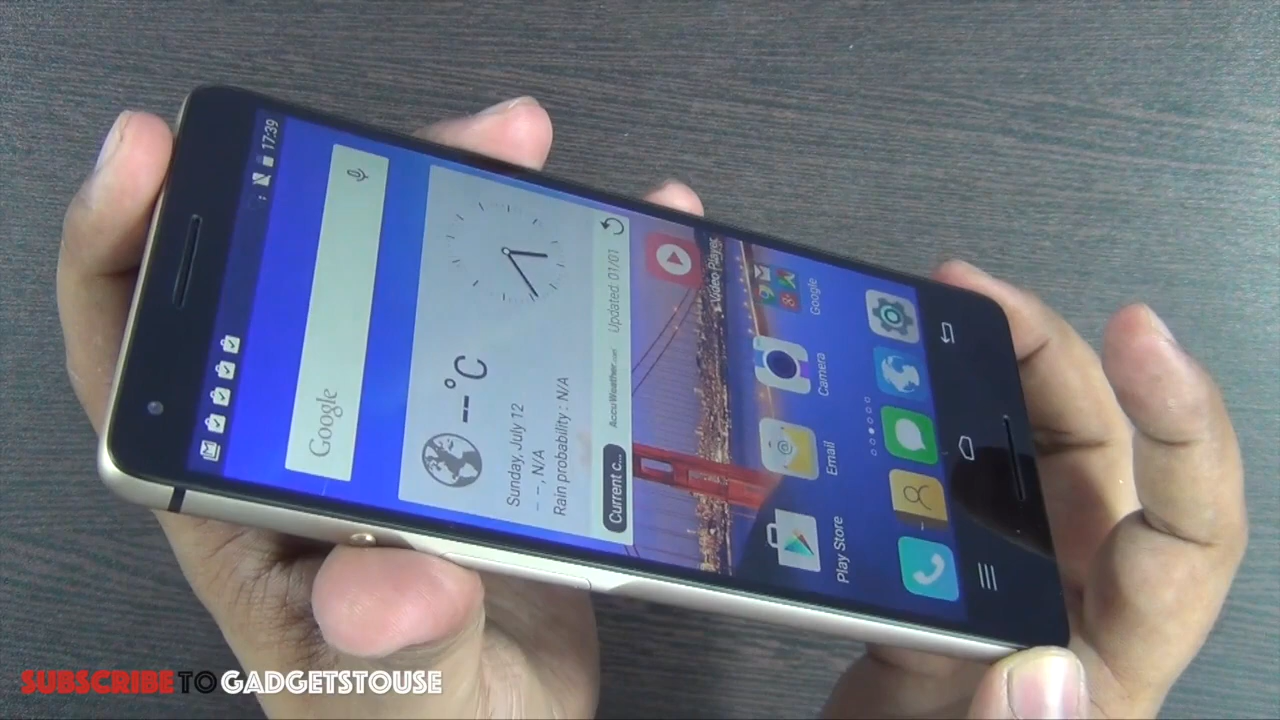 17:39
Google
--°C
Sunday, July 12
- - , N/A
Rain probability : N/A
Current c...
AccuWeather.com
Updated: 01/01
Video Player
Play Store
Email
Camera
Google
SUBSCRIBE TO GADGETSTOUSE